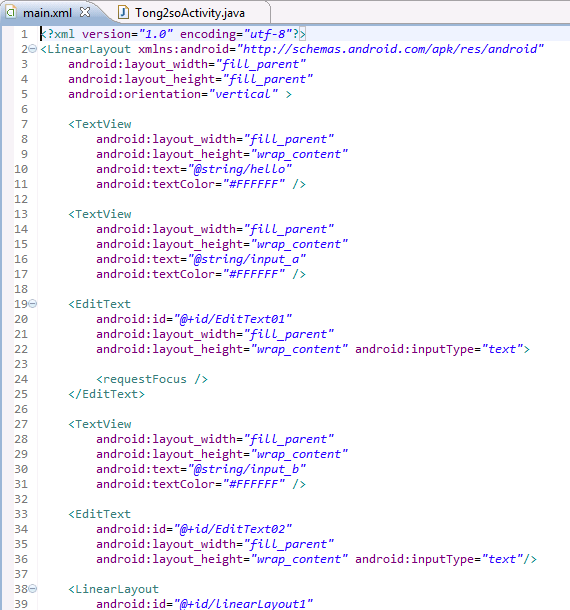 main.xml Tong2soActivity.java
1 <?xml version="1.0" encoding="utf-8"?>
2 <LinearLayout xmlns:android="http://schemas.android.com/apk/res/android"
3     android:layout_width="fill_parent"
4     android:layout_height="fill_parent"
5     android:orientation="vertical" >
6
7     <TextView
8         android:layout_width="fill_parent"
9         android:layout_height="wrap_content"
10         android:text="@string/hello"
11         android:textColor="#FFFFFF" />
12
13     <TextView
14         android:layout_width="fill_parent"
15         android:layout_height="wrap_content"
16         android:text="@string/input_a"
17         android:textColor="#FFFFFF" />
18
19     <EditText
20         android:id="@+id/EditText01"
21         android:layout_width="fill_parent"
22         android:layout_height="wrap_content" android:inputType="text">
23
24         <requestFocus />
25     </EditText>
26
27     <TextView
28         android:layout_width="fill_parent"
29         android:layout_height="wrap_content"
30         android:text="@string/input_b"
31         android:textColor="#FFFFFF" />
32
33     <EditText
34         android:id="@+id/EditText02"
35         android:layout_width="fill_parent"
36         android:layout_height="wrap_content" android:inputType="text"/>
37
38     <LinearLayout
39         android:id="@+id/linearLayout1"